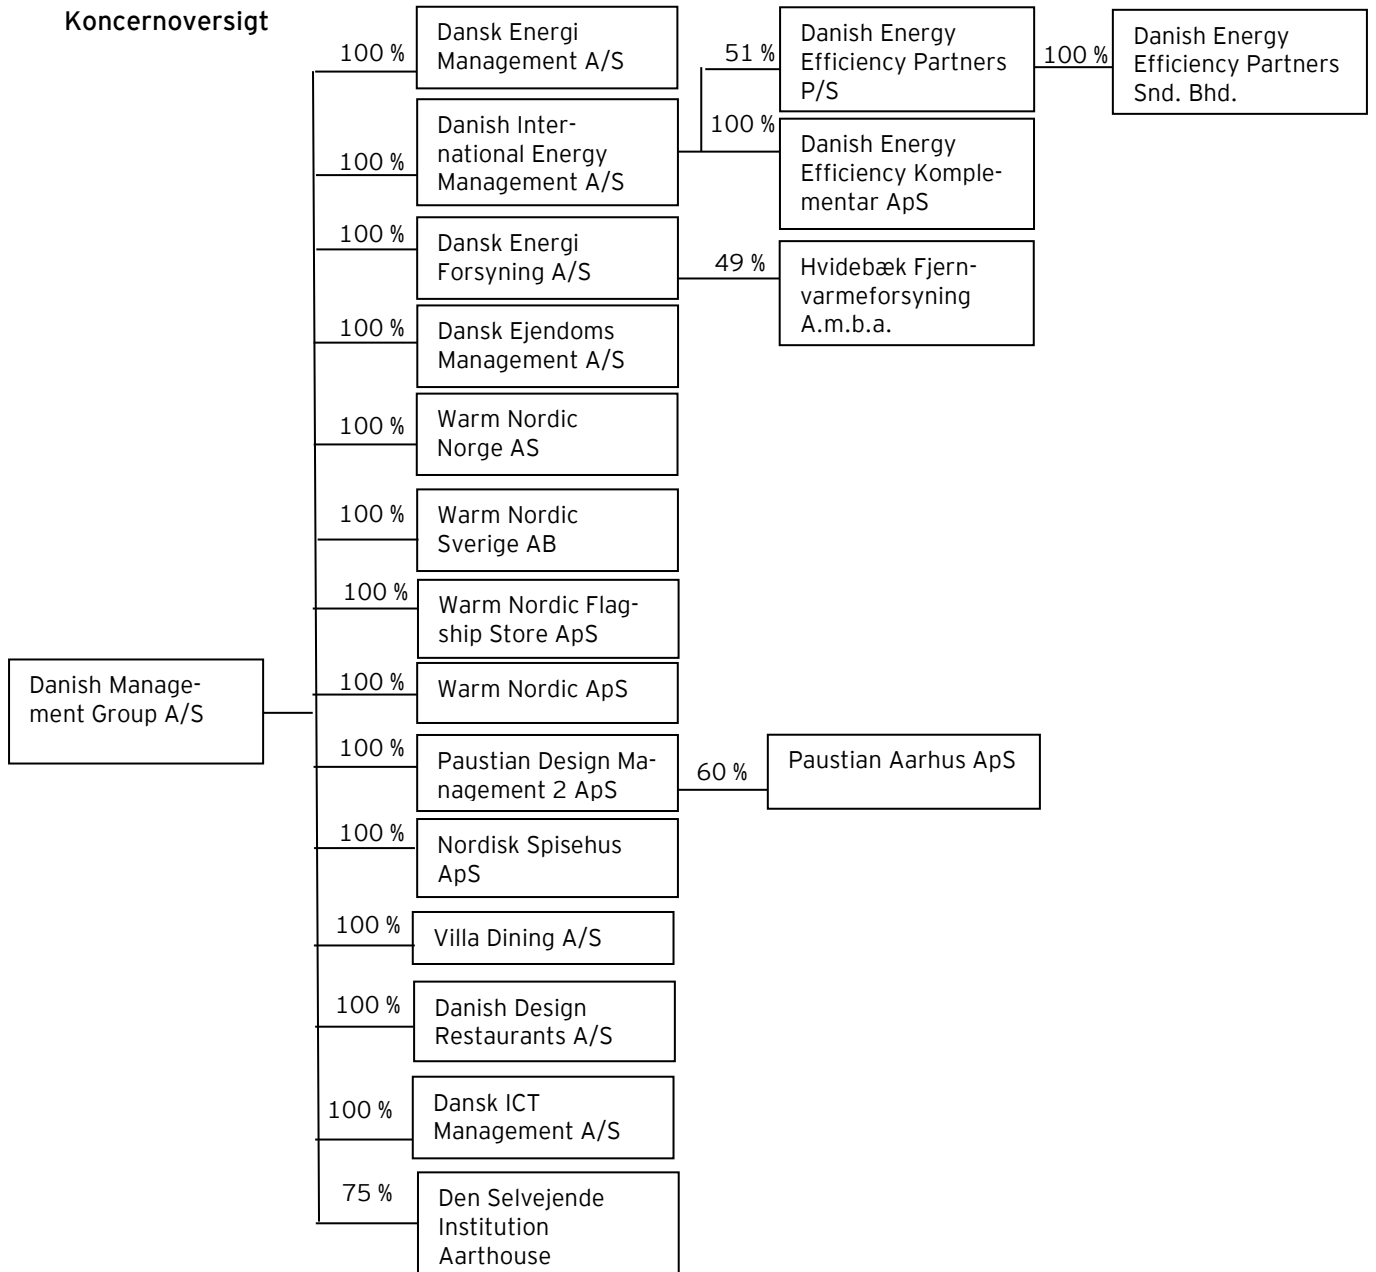 Koncernoversigt
100 %
Dansk Energi
Management A/S
51 %
Danish Energy
Efficiency Partners
P/S
100 %
Danish Energy
Efficiency Partners
Snd. Bhd.
100 %
Danish Inter-
national Energy
Management A/S
100 %
Danish Energy
Efficiency Komple-
mentar ApS
100 %
Dansk Energi
Forsyning A/S
49 %
Hvidebæk Fjern-
varmeforsyning
A.m.b.a.
100 %
Dansk Ejendoms
Management A/S
100 %
Warm Nordic
Norge AS
100 %
Warm Nordic
Sverige AB
100 %
Warm Nordic Flag-
ship Store ApS
Danish Manage-
ment Group A/S
100 %
Warm Nordic ApS
100 %
Paustian Design Ma-
nagement 2 ApS
60 %
Paustian Aarhus ApS
100 %
Nordisk Spisehus
ApS
100 %
Villa Dining A/S
100 %
Danish Design
Restaurants A/S
100 %
Dansk ICT
Management A/S
75 %
Den Selvejende
Institution
Aarthouse